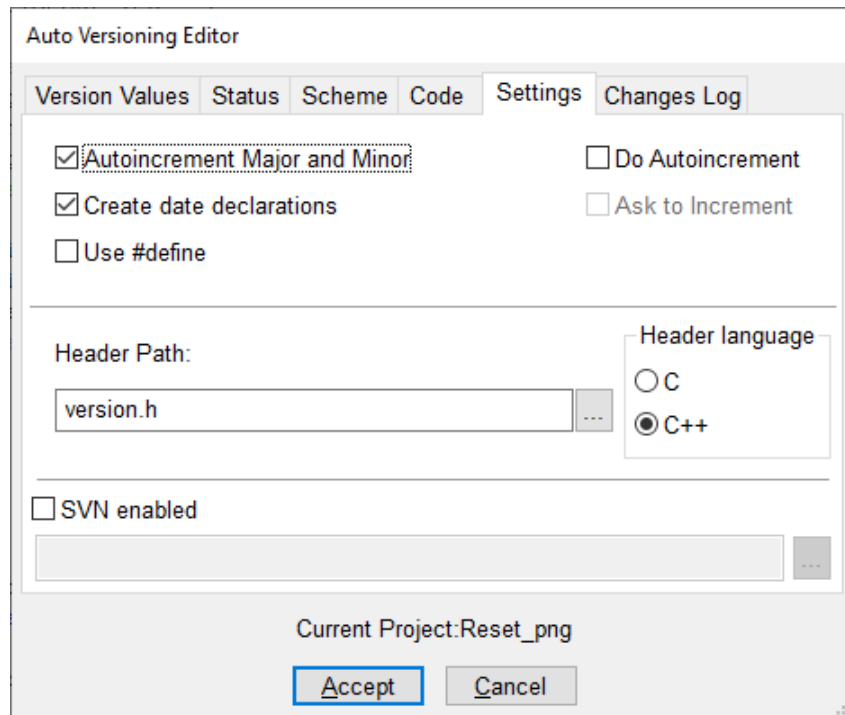 Auto Versioning Editor
Version Values Status Scheme Code Settings Changes Log
Autoincrement Major and Minor Do Autoincrement
Create date declarations Ask to Increment
Use #define
Header Path: Header language
C
version.h ... C++
SVN enabled
...
Current Project:Reset_png
Accept Cancel